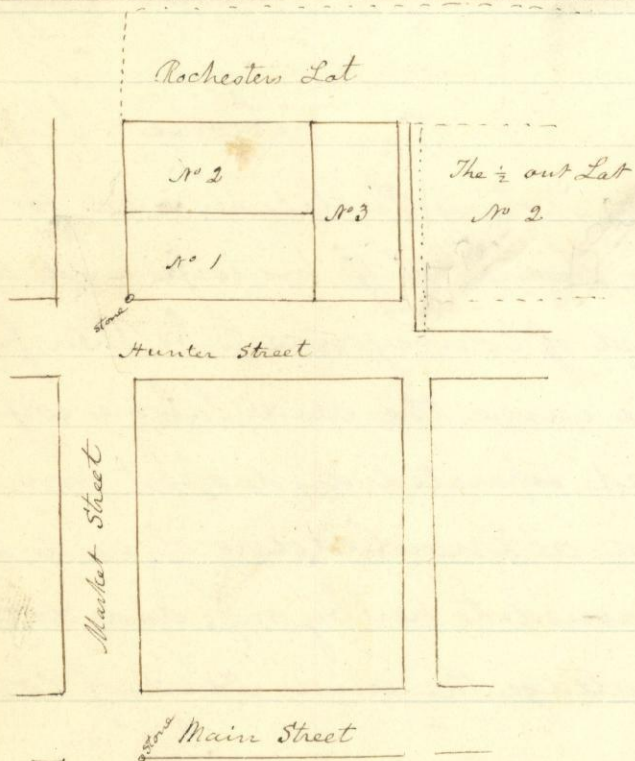 Rochesters Lot
No 2
The ½ out Lot
No 2
No 3
No 1
Stone
Hunter Street
Market Street
Stone
Main Street